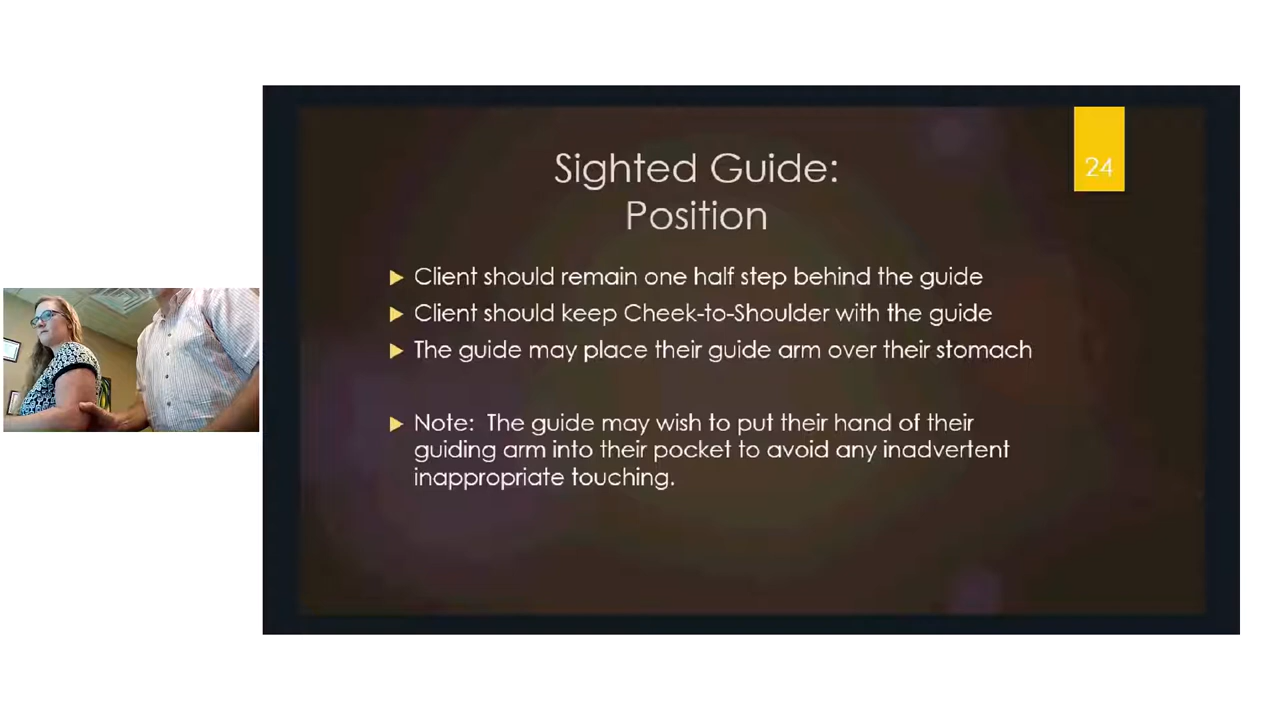 24
Sighted Guide:
Position
Client should remain one half step behind the guide
Client should keep Cheek-to-Shoulder with the guide
The guide may place their guide arm over their stomach
Note: The guide may wish to put their hand of their
guiding arm into their pocket to avoid any inadvertent
inappropriate touching.